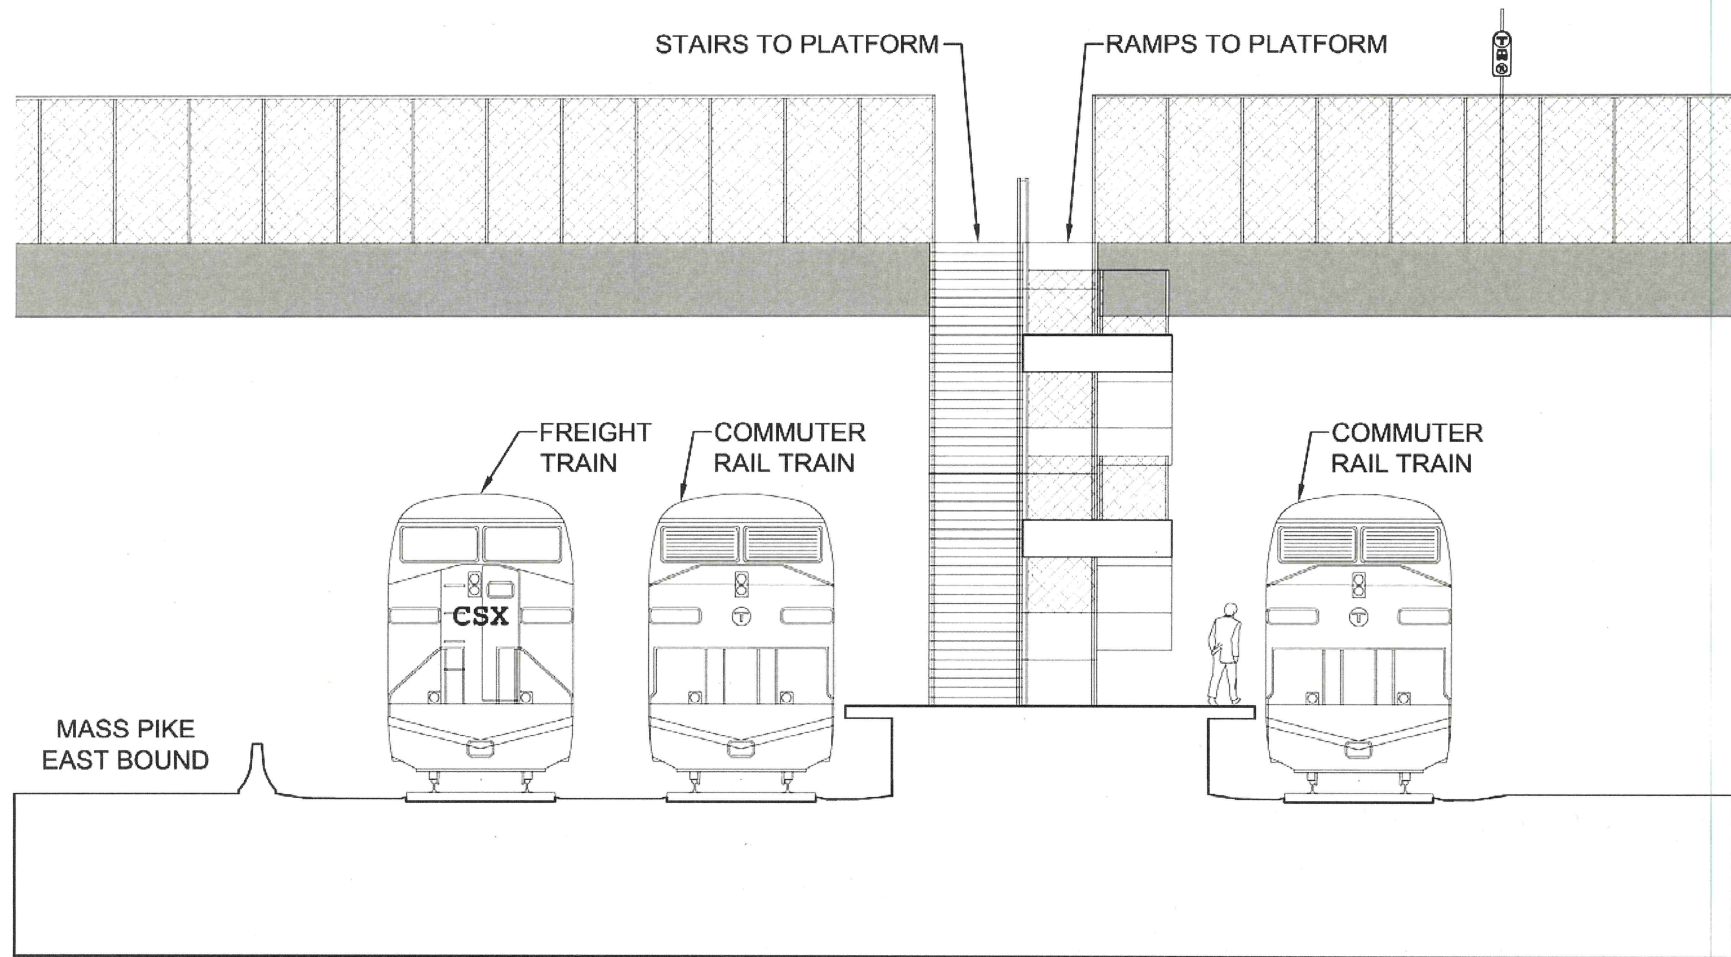 STAIRS TO PLATFORM
RAMPS TO PLATFORM
T
FREIGHT
TRAIN
COMMUTER
RAIL TRAIN
COMMUTER
RAIL TRAIN
CSX
T
T
MASS PIKE
EAST BOUND